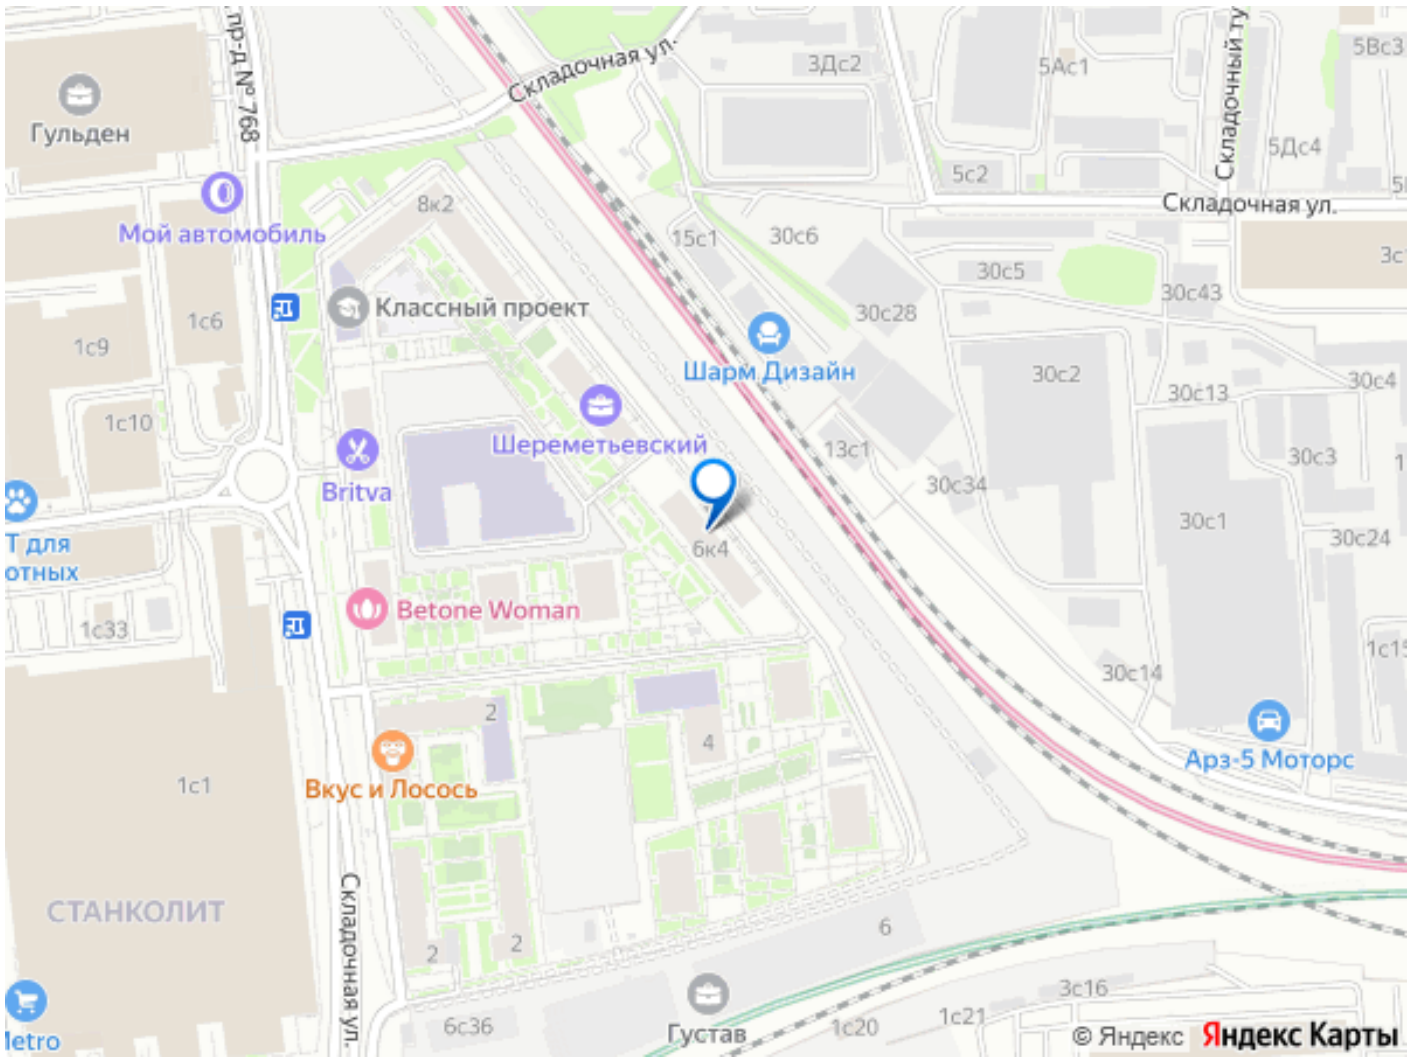 пр-д № 768
Складочная ул.
3Дс2
5Ас1
Складочный ту
5Вс3
Гульден
5Дс4
5с2
Складочная ул.
8к2
Мой автомобиль
15с1
30с6
30с5
3с
30с43
Классный проект
1с6
30с28
1с9
Шарм Дизайн
30с2
30с4
30с13
1с10
Шереметьевский
13с1
30с3
1
Britva
30с34
30с1
Т для
отных
6к4
30с24
Betone Woman
1с33
1с15
30с14
2
4
Арз-5 Моторс
1с1
Вкус и Лосось
СТАНКОЛИТ
Складочная ул.
2
2
6
Густав
3с16
1с21
1с20
6с36
Metro
© Яндекс Яндекс Карты